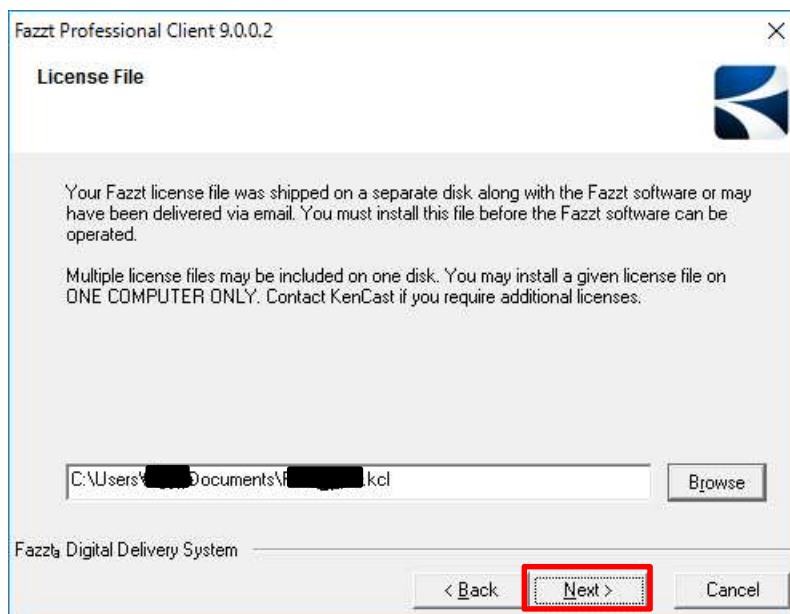 Fazzt Professional Client 9.0.0.2
License File
Your Fazzt license file was shipped on a separate disk along with the Fazzt software or may
have been delivered via email. You must install this file before the Fazzt software can be
operated.
Multiple license files may be included on one disk. You may install a given license file on
ONE COMPUTER ONLY. Contact KenCast if you require additional licenses.
C:\Users\ Documents\ .kcl
Browse
Digital Delivery System
< Back Next > Cancel